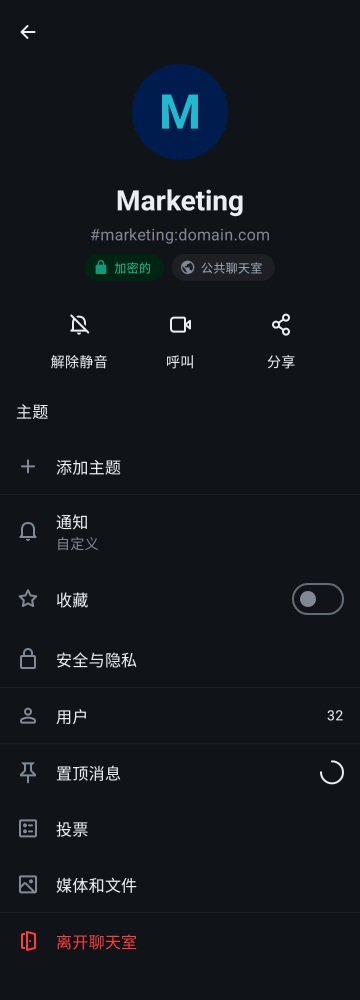 M
Marketing
#marketing:domain.com
加密的
公共聊天室
解除静音
呼叫
分享
主题
添加主题
通知
自定义
收藏
安全与隐私
用户
32
置顶消息
投票
媒体和文件
离开聊天室